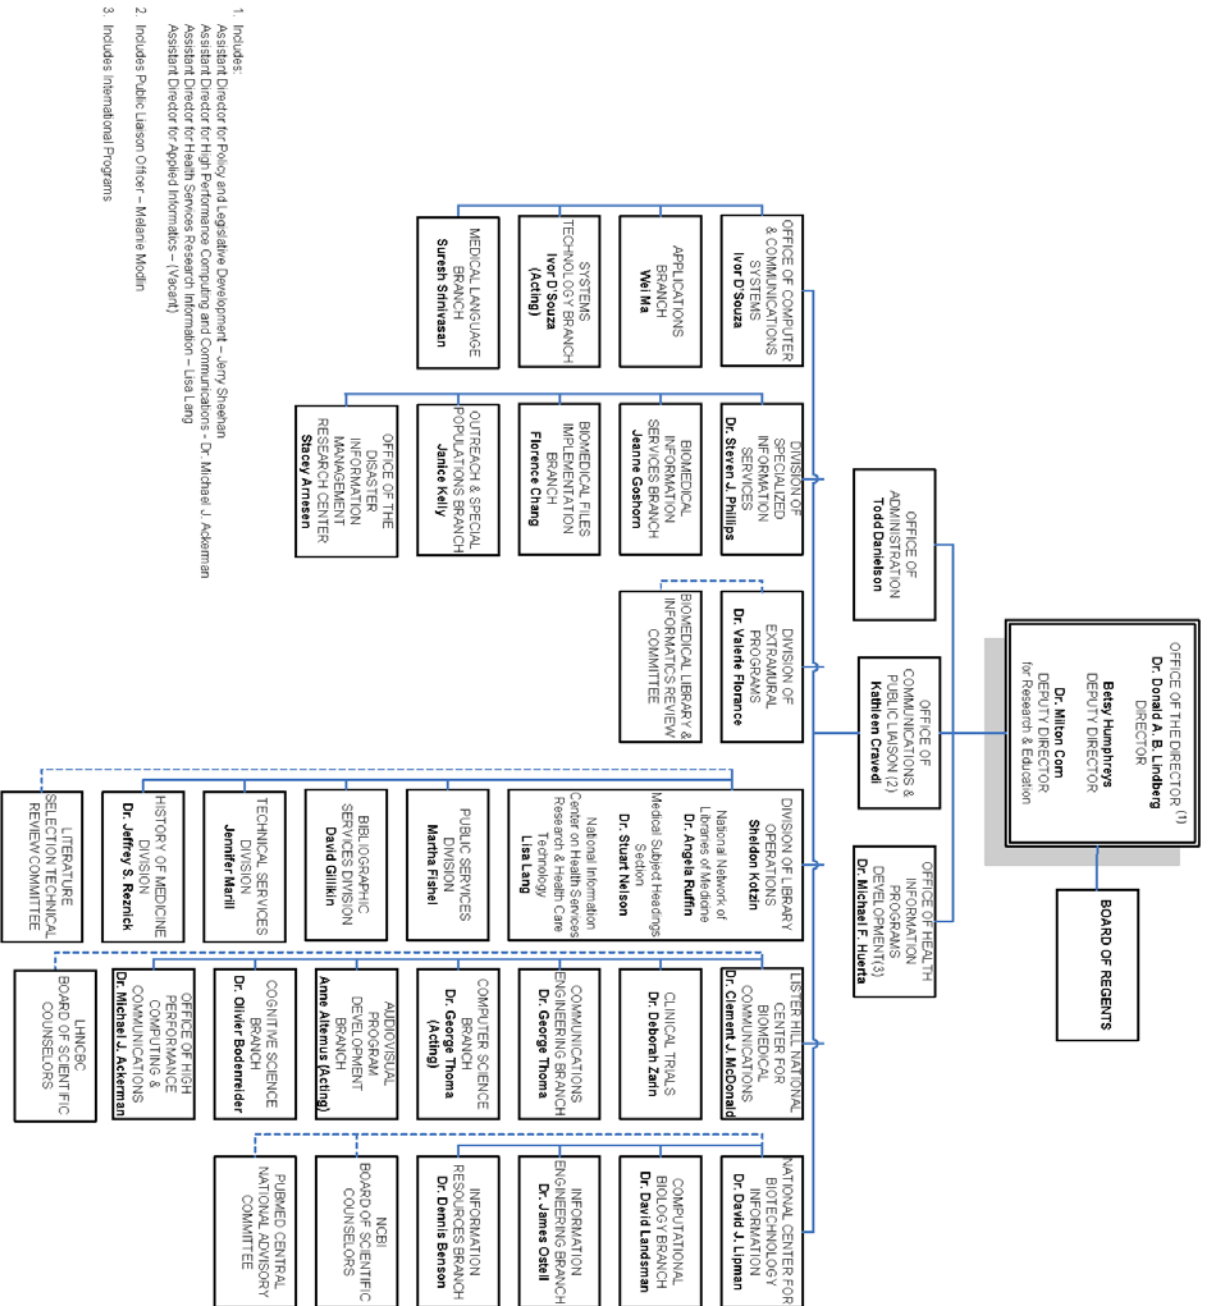 OFFICE OF THE DIRECTOR (1)
Dr. Donald A. B. Lindberg
DIRECTOR
Betsy Humphreys
DEPUTY DIRECTOR
Dr. Milton Corn
DEPUTY DIRECTOR
for Research & Education
BOARD OF REGENTS
OFFICE OF
ADMINISTRATION
Todd Danielson
OFFICE OF
COMMUNICATIONS &
PUBLIC LIAISON (2)
Kathleen Cravedi
OFFICE OF HEALTH
INFORMATION
PROGRAMS
DEVELOPMENT(3)
Dr. Michael F. Huerta
OFFICE OF COMPUTER
& COMMUNICATIONS
SYSTEMS
Ivor D'Souza
APPLICATIONS
BRANCH
Wei Ma
SYSTEMS
TECHNOLOGY BRANCH
Ivor D'Souza
(Acting)
MEDICAL LANGUAGE
BRANCH
Suresh Srinivasan
DIVISION OF
SPECIALIZED
INFORMATION
SERVICES
Dr. Steven J. Phillips
BIOMEDICAL
INFORMATION
SERVICES BRANCH
Jeanne Goshorn
BIOMEDICAL FILES
IMPLEMENTATION
BRANCH
Florence Chang
OUTREACH & SPECIAL
POPULATIONS BRANCH
Janice Kelly
OFFICE OF THE
DISASTER
INFORMATION
MANAGEMENT
RESEARCH CENTER
Stacey Arnesen
DIVISION OF
EXTRAMURAL
PROGRAMS
Dr. Valerie Florance
BIOMEDICAL LIBRARY &
INFORMATICS REVIEW
COMMITTEE
DIVISION OF LIBRARY
OPERATIONS
Sheldon Kotzin
National Network of
Libraries of Medicine
Dr. Angela Ruffin
Medical Subject Headings
Section
Dr. Stuart Nelson
National Information
Center on Health Services
Research & Health Care
Technology
Lisa Lang
PUBLIC SERVICES
DIVISION
Martha Fishel
BIBLIOGRAPHIC
SERVICES DIVISION
David Gillikin
TECHNICAL SERVICES
DIVISION
Jennifer Marill
HISTORY OF MEDICINE
DIVISION
Dr. Jeffrey S. Reznick
LITERATURE
SELECTION TECHNICAL
REVIEW COMMITTEE
LISTER HILL NATIONAL
CENTER FOR
BIOMEDICAL
COMMUNICATIONS
Dr. Clement J. McDonald
CLINICAL TRIALS
Dr. Deborah Zarin
COMMUNICATIONS
ENGINEERING BRANCH
Dr. George Thoma
COMPUTER SCIENCE
BRANCH
Dr. George Thoma
(Acting)
AUDIOVISUAL
PROGRAM
DEVELOPMENT
BRANCH
Anne Altemus (Acting)
COGNITIVE SCIENCE
BRANCH
Dr. Olivier Bodenreider
OFFICE OF HIGH
PERFORMANCE
COMPUTING &
COMMUNICATIONS
Dr. Michael J. Ackerman
LHNCBC
BOARD OF SCIENTIFIC
COUNSELORS
NATIONAL CENTER FOR
BIOTECHNOLOGY
INFORMATION
Dr. David J. Lipman
COMPUTATIONAL
BIOLOGY BRANCH
Dr. David Landsman
INFORMATION
ENGINEERING BRANCH
Dr. James Ostell
INFORMATION
RESOURCES BRANCH
Dr. Dennis Benson
NCBI
BOARD OF SCIENTIFIC
COUNSELORS
PUBMED CENTRAL
NATIONAL ADVISORY
COMMITTEE
1. Includes:
Assistant Director for Policy and Legislative Development – Jerry Sheehan
Assistant Director for High Performance Computing and Communications - Dr. Michael J. Ackerman
Assistant Director for Health Services Research Information – Lisa Lang
Assistant Director for Applied Informatics – (Vacant)
2. Includes Public Liaison Officer – Melanie Modlin
3. Includes International Programs